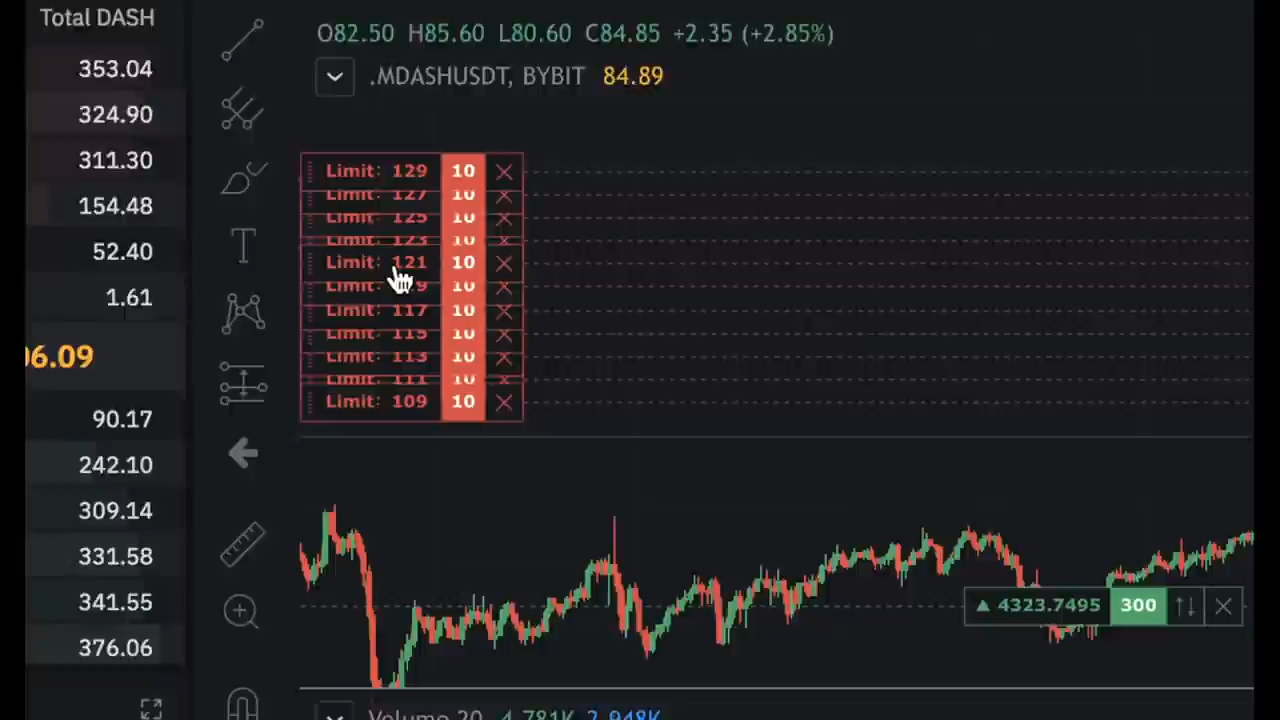 Total DASH
353.04
324.90
311.30
154.48
52.40
1.61
06.09
90.17
242.10
309.14
331.58
341.55
376.06
O82.50 H85.60 L80.60 C84.85 +2.35 (+2.85%)
.MDASHUSDT, BYBIT 84.89
Limit: 129 10
Limit: 127 10
Limit: 125 10
Limit: 123 10
Limit: 121 10
Limit: 10
Limit: 117 10
Limit: 115 10
Limit: 113 10
Limit: 111 10
Limit: 109 10
▲ 4323.7495 300
Volume 20 4.781K 2.948K